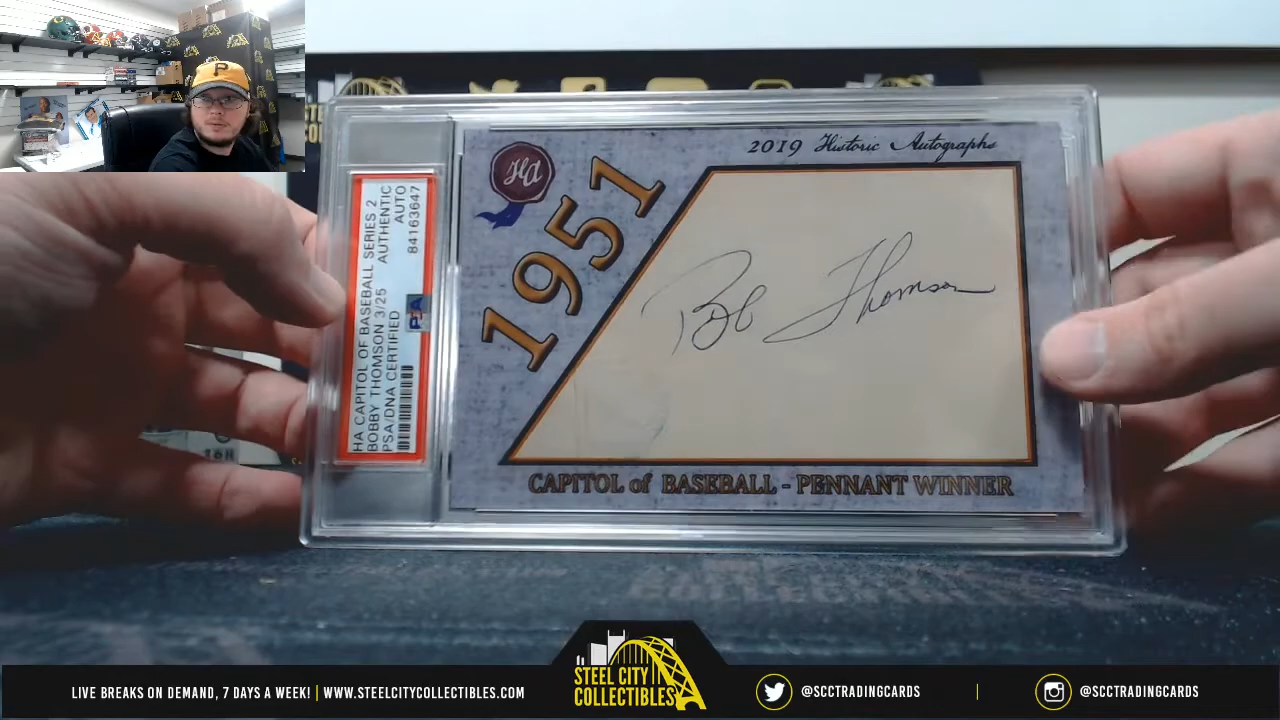 P
STEEL
2019 Historic Autographs
HA
1951
HA CAPITOL OF BASEBALL SERIES 2
BOBBY THOMSON 3/25 AUTHENTIC
PSA/DNA CERTIFIED AUTO
84163647
PSA
Bob Thomson
CAPITOL of BASEBALL - PENNANT WINNER
LIVE BREAKS ON DEMAND, 7 DAYS A WEEK! | WWW.STEELCITYCOLLECTIBLES.COM
STEEL CITY
COLLECTIBLES
@SCCTRADINGCARDS
@SCCTRADINGCARDS